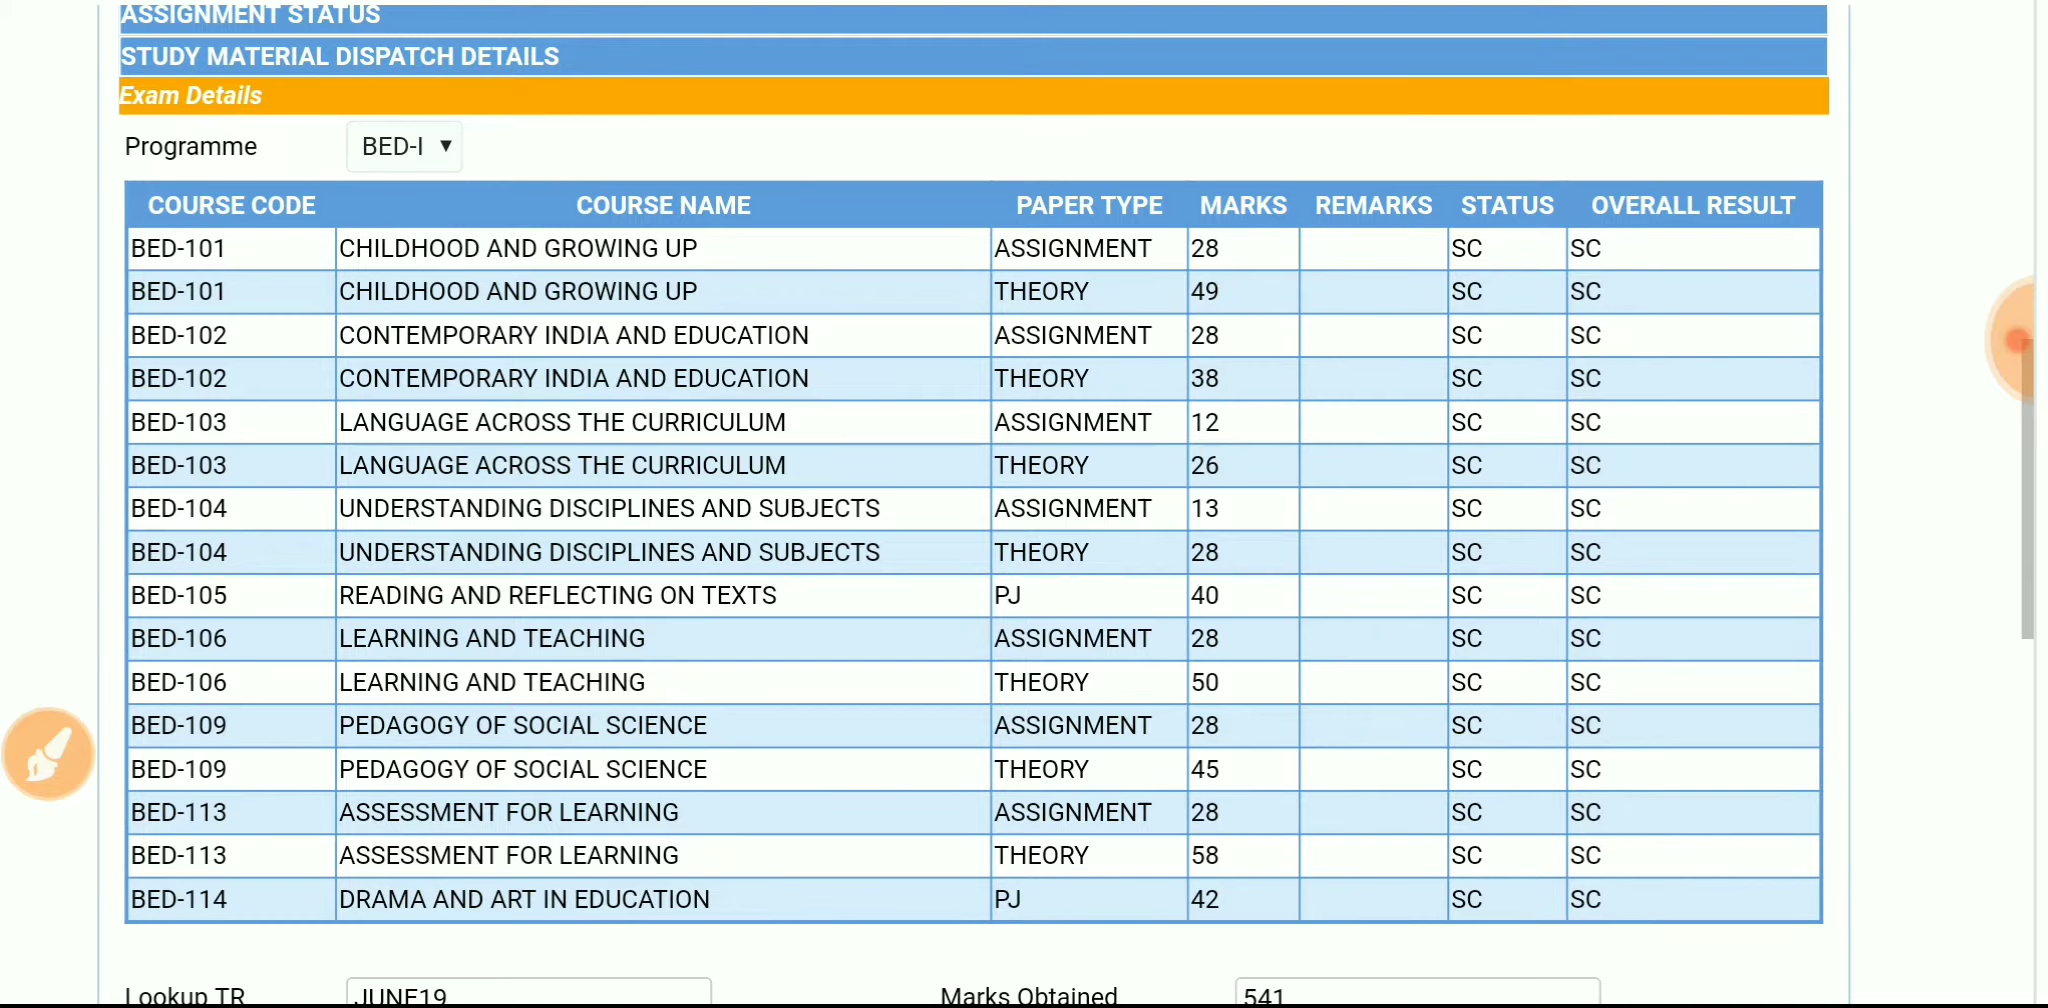 ASSIGNMENT STATUS
STUDY MATERIAL DISPATCH DETAILS
Exam Details
Programme BED-I ▼
COURSE CODE COURSE NAME PAPER TYPE MARKS REMARKS STATUS OVERALL RESULT
BED-101 CHILDHOOD AND GROWING UP ASSIGNMENT 28 SC SC
BED-101 CHILDHOOD AND GROWING UP THEORY 49 SC SC
BED-102 CONTEMPORARY INDIA AND EDUCATION ASSIGNMENT 28 SC SC
BED-102 CONTEMPORARY INDIA AND EDUCATION THEORY 38 SC SC
BED-103 LANGUAGE ACROSS THE CURRICULUM ASSIGNMENT 12 SC SC
BED-103 LANGUAGE ACROSS THE CURRICULUM THEORY 26 SC SC
BED-104 UNDERSTANDING DISCIPLINES AND SUBJECTS ASSIGNMENT 13 SC SC
BED-104 UNDERSTANDING DISCIPLINES AND SUBJECTS THEORY 28 SC SC
BED-105 READING AND REFLECTING ON TEXTS PJ 40 SC SC
BED-106 LEARNING AND TEACHING ASSIGNMENT 28 SC SC
BED-106 LEARNING AND TEACHING THEORY 50 SC SC
BED-109 PEDAGOGY OF SOCIAL SCIENCE ASSIGNMENT 28 SC SC
BED-109 PEDAGOGY OF SOCIAL SCIENCE THEORY 45 SC SC
BED-113 ASSESSMENT FOR LEARNING ASSIGNMENT 28 SC SC
BED-113 ASSESSMENT FOR LEARNING THEORY 58 SC SC
BED-114 DRAMA AND ART IN EDUCATION PJ 42 SC SC
Lookup TR JUNE19 Marks Obtained 541